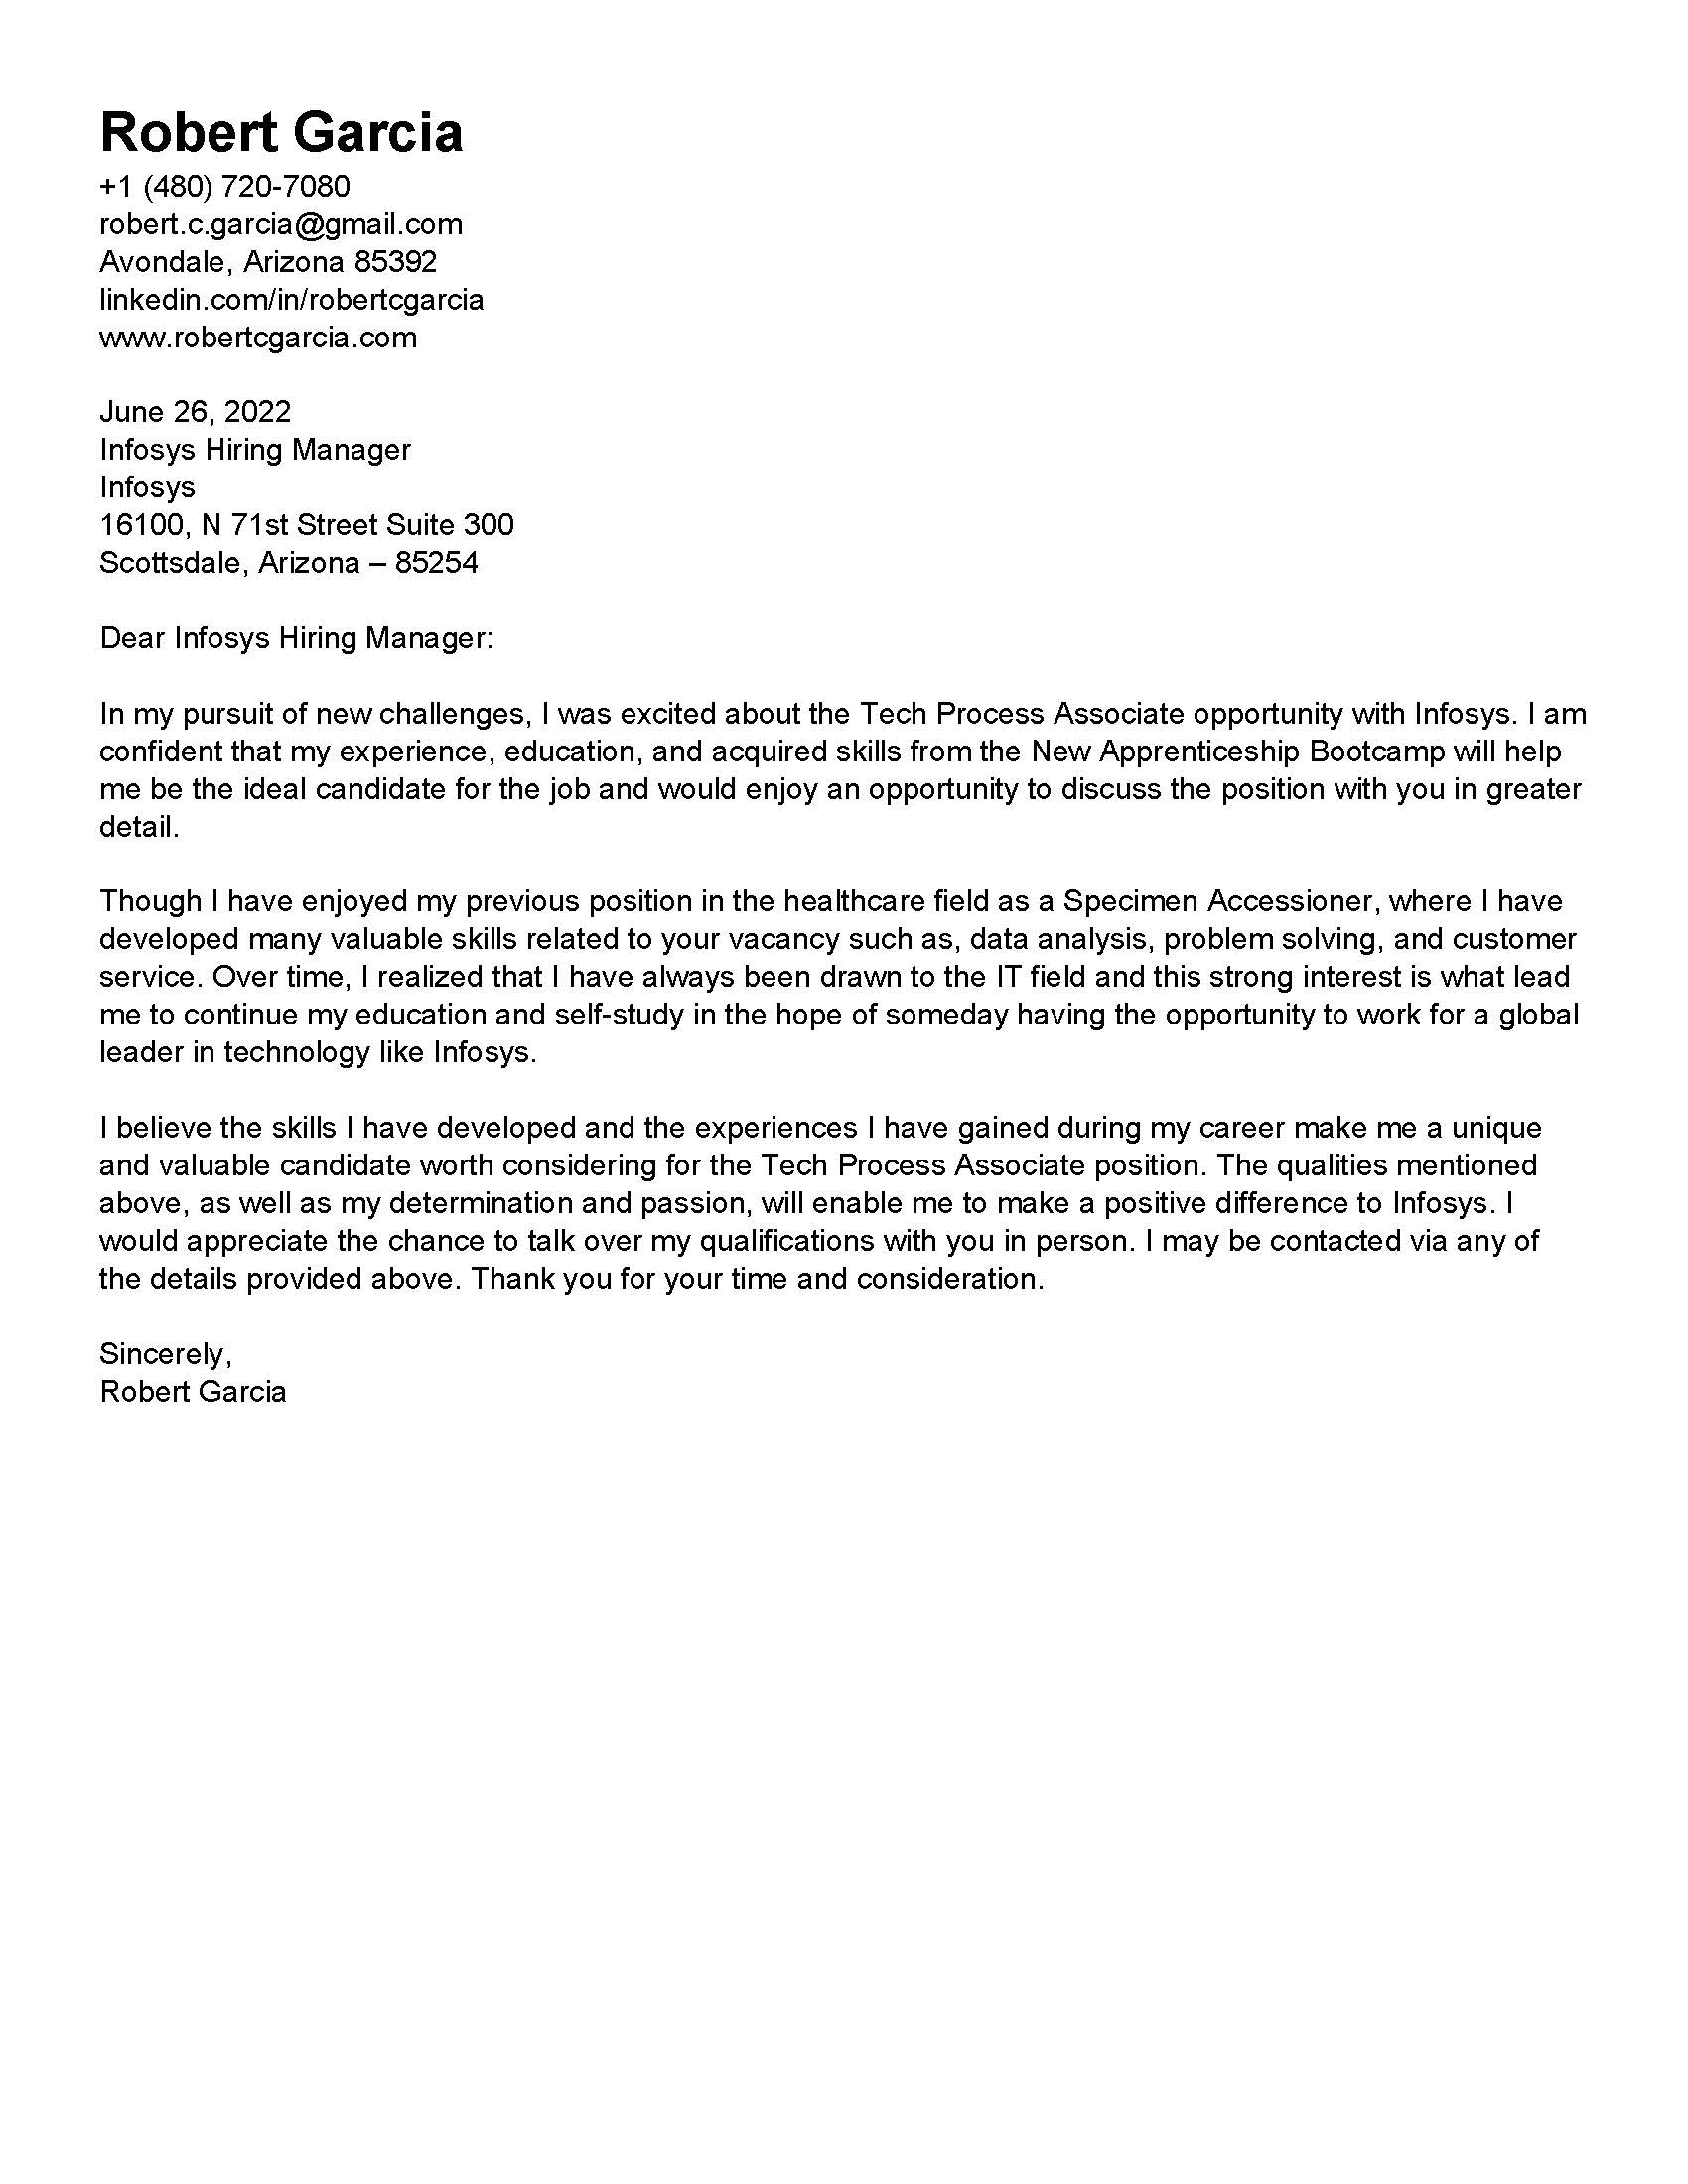 Robert Garcia
+1 (480) 720-7080
robert.c.garcia@gmail.com
Avondale, Arizona 85392
linkedin.com/in/robertcgarcia
www.robertcgarcia.com
June 26, 2022
Infosys Hiring Manager
Infosys
16100, N 71st Street Suite 300
Scottsdale, Arizona – 85254
Dear Infosys Hiring Manager:
In my pursuit of new challenges, I was excited about the Tech Process Associate opportunity with Infosys. I am
confident that my experience, education, and acquired skills from the New Apprenticeship Bootcamp will help
me be the ideal candidate for the job and would enjoy an opportunity to discuss the position with you in greater
detail.
Though I have enjoyed my previous position in the healthcare field as a Specimen Accessioner, where I have
developed many valuable skills related to your vacancy such as, data analysis, problem solving, and customer
service. Over time, I realized that I have always been drawn to the IT field and this strong interest is what lead
me to continue my education and self-study in the hope of someday having the opportunity to work for a global
leader in technology like Infosys.
I believe the skills I have developed and the experiences I have gained during my career make me a unique
and valuable candidate worth considering for the Tech Process Associate position. The qualities mentioned
above, as well as my determination and passion, will enable me to make a positive difference to Infosys. I
would appreciate the chance to talk over my qualifications with you in person. I may be contacted via any of
the details provided above. Thank you for your time and consideration.
Sincerely,
Robert Garcia